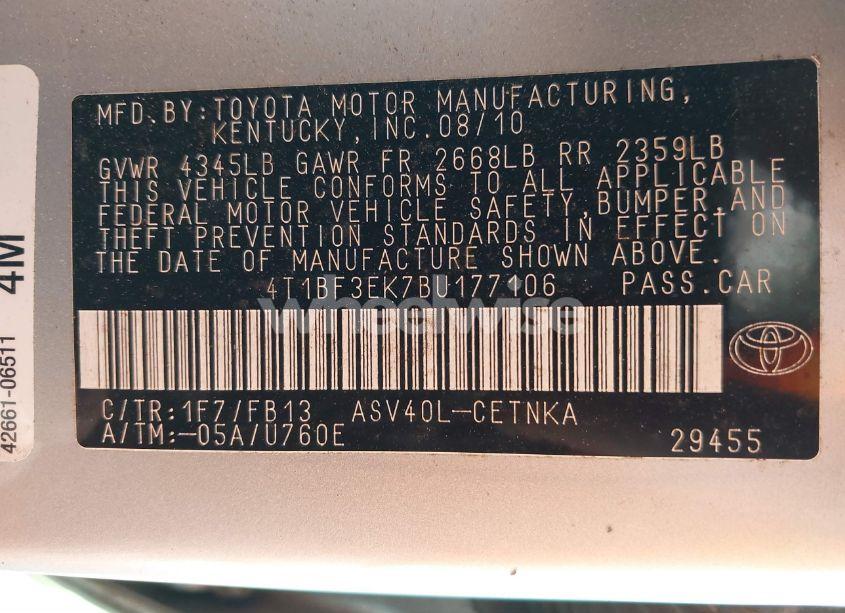 MFD.BY:TOYOTA MOTOR MANUFACTURING,
KENTUCKY,INC.08/10
GVWR 4345LB GAWR FR 2668LB RR 2359LB
THIS VEHICLE CONFORMS TO ALL APPLICABLE
FEDERAL MOTOR VEHICLE SAFETY,BUMPER,AND
THEFT PREVENTION STANDARDS IN EFFECT ON
THE DATE OF MANUFACTURE SHOWN ABOVE.
PASS.CAR
wheelwise
C/TR:1F7/FB13 ASV40L-CETNKA
A/TM:-05A/U760E
29455
42661-06511
4M